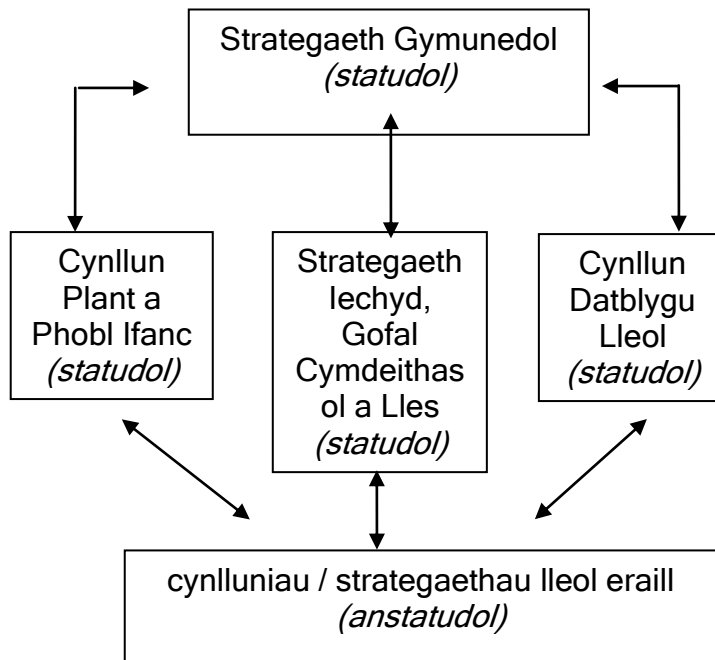 Strategaeth Gymunedol
(statudol)
Cynllun
Plant a
Phobl Ifanc
(statudol)
Strategaeth
Iechyd,
Gofal
Cymdeithas
ol a Lles
(statudol)
Cynllun
Datblygu
Lleol
(statudol)
cynlluniau / strategaethau lleol eraill
(anstatudol)